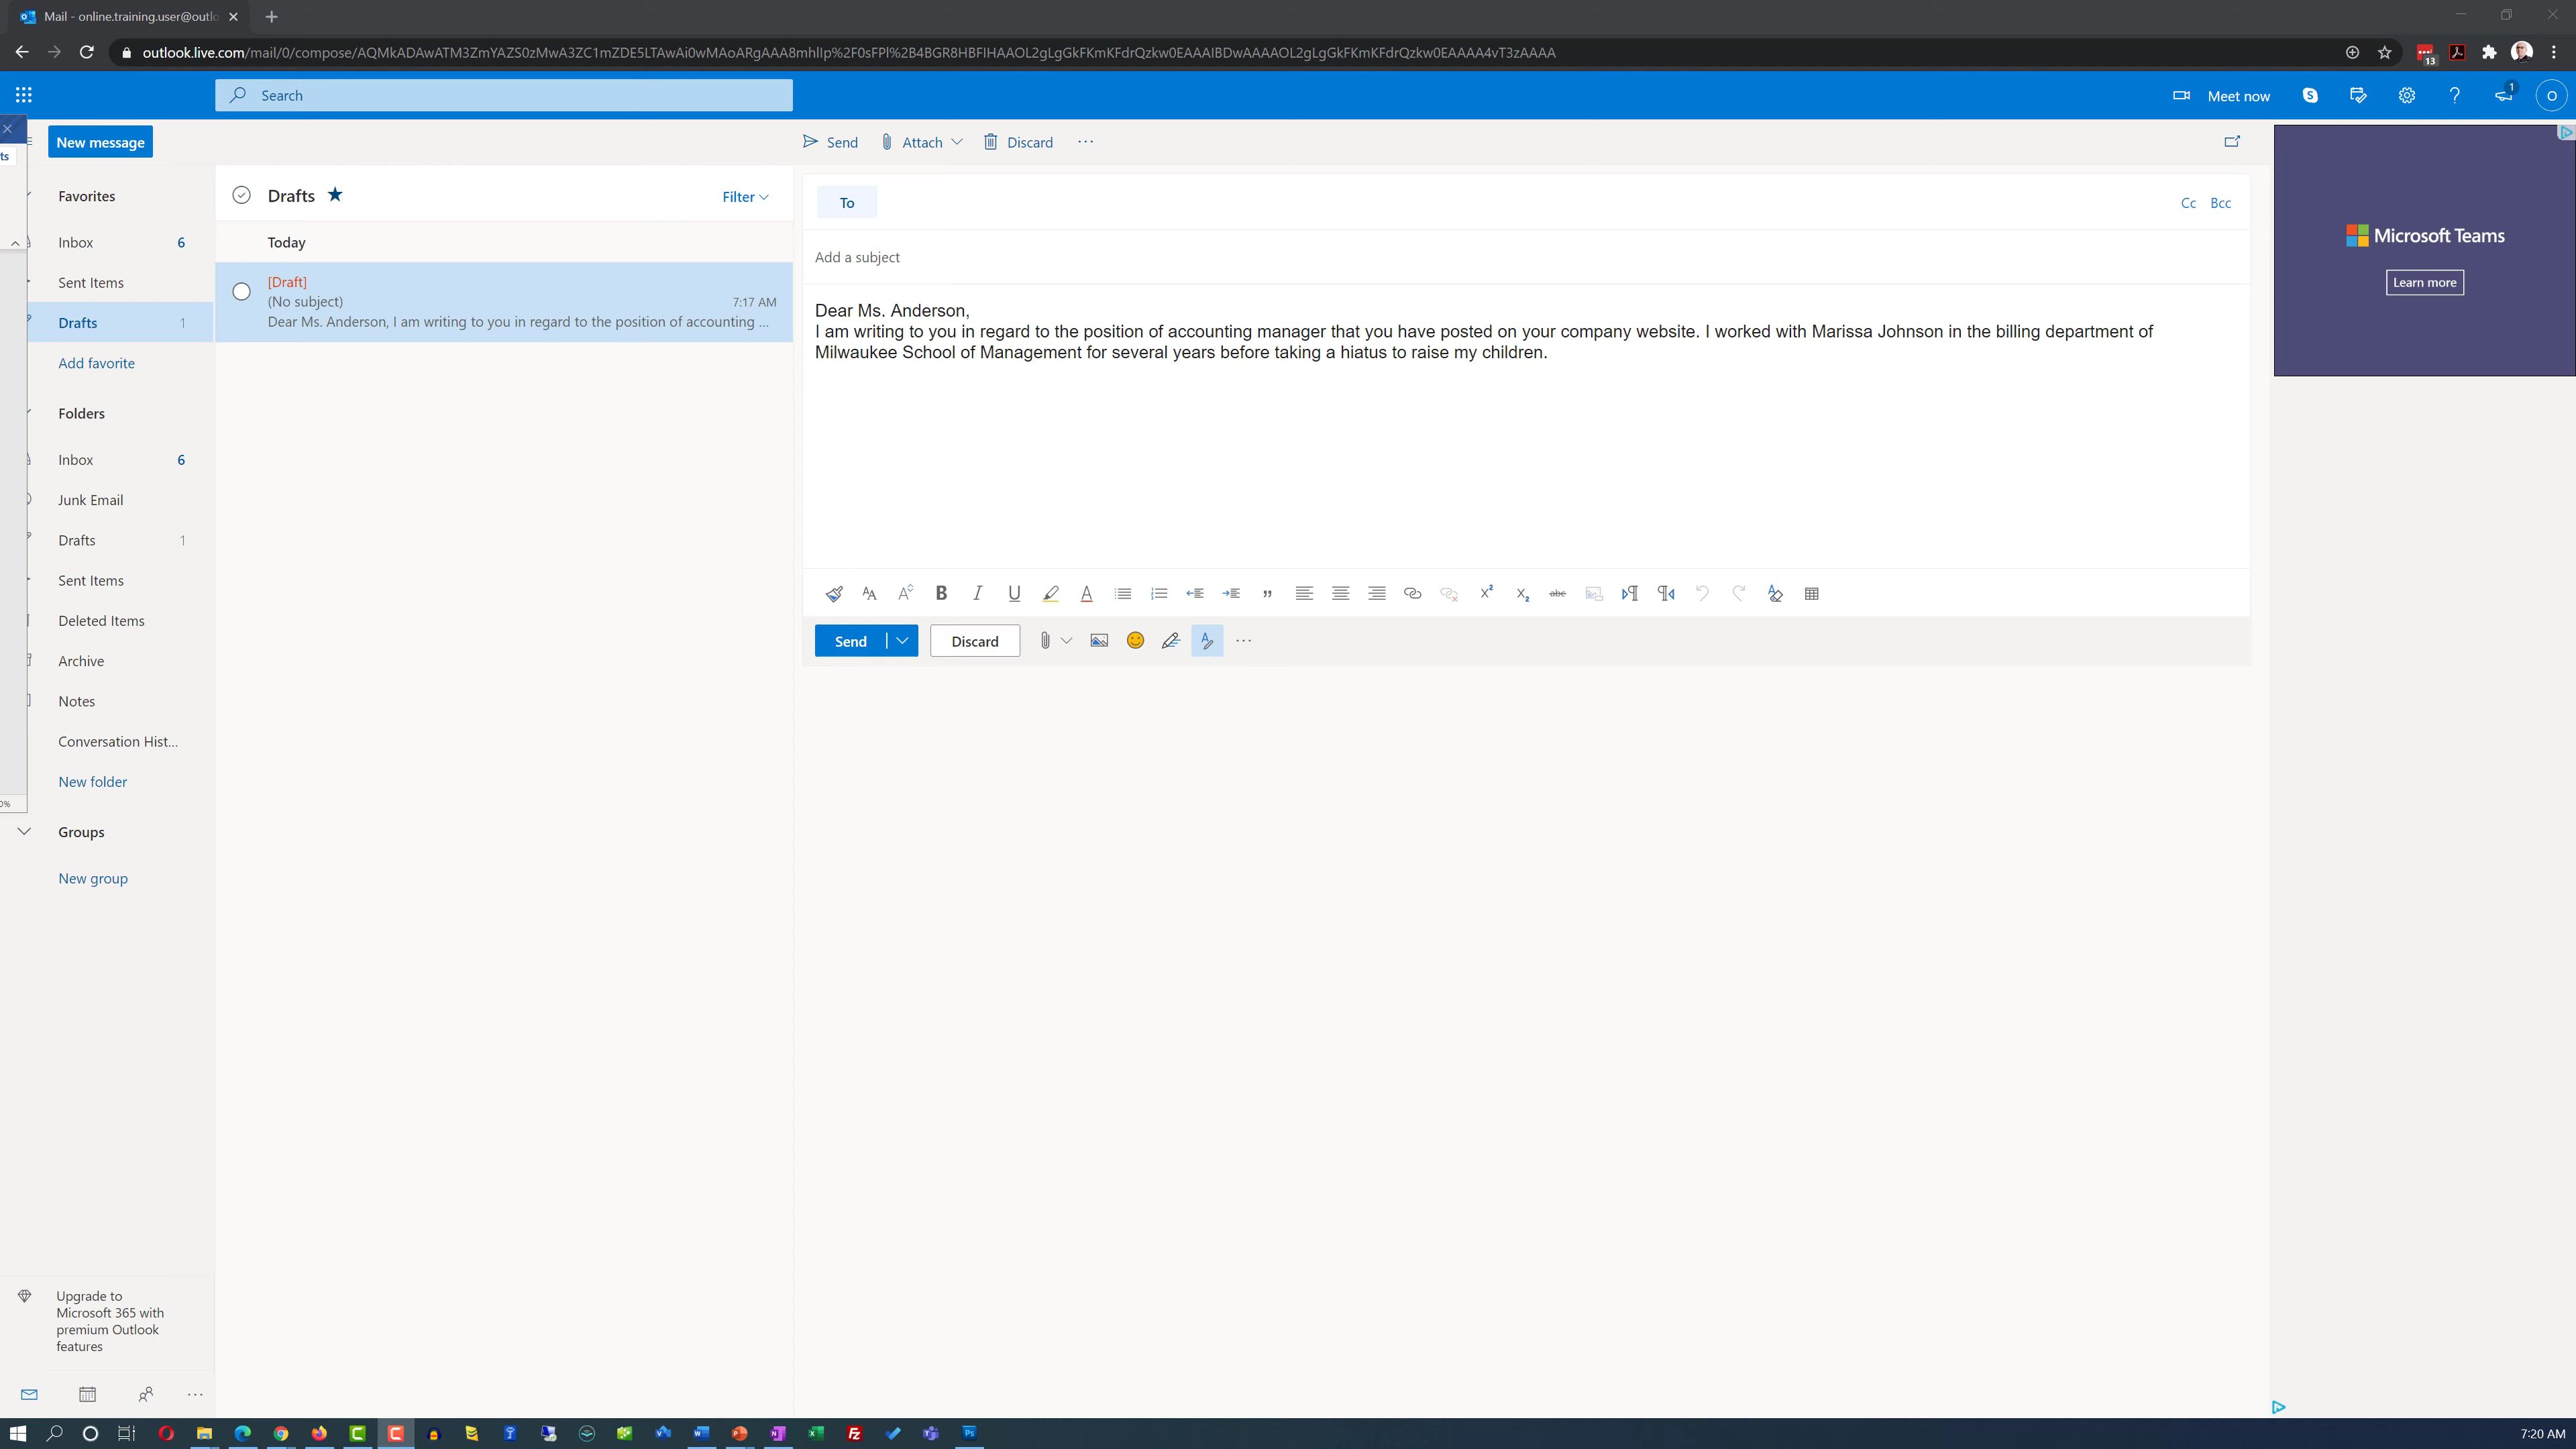 Mail - online.training.user@outlo
outlook.live.com/mail/0/compose/AQMkADAwATM3ZmYAZS0zMwA3ZC1mZDE5LTAwAi0wMAoARgAAA8mhlIp%2F0sFPl%2B4BGR8HBFIHAAOL2gLgGkFKmKFdrQzkw0EAAAIBDwAAAAOL2gLgGkFKmKFdrQzkw0EAAAA4vT3zAAAA
13
Search
Meet now
1
O
ts
New message
Send
Attach
Discard
Favorites
Inbox 6
Sent Items
Drafts 1
Add favorite
Folders
Inbox 6
Junk Email
Drafts 1
Sent Items
Deleted Items
Archive
Notes
Conversation Hist...
New folder
0%
Groups
New group
Upgrade to
Microsoft 365 with
premium Outlook
features
Drafts
Filter
Today
[Draft]
(No subject) 7:17 AM
Dear Ms. Anderson, I am writing to you in regard to the position of accounting ...
To
Cc Bcc
Add a subject
Dear Ms. Anderson,
I am writing to you in regard to the position of accounting manager that you have posted on your company website. I worked with Marissa Johnson in the billing department of
Milwaukee School of Management for several years before taking a hiatus to raise my children.
Send
Discard
Microsoft Teams
Learn more
7:20 AM